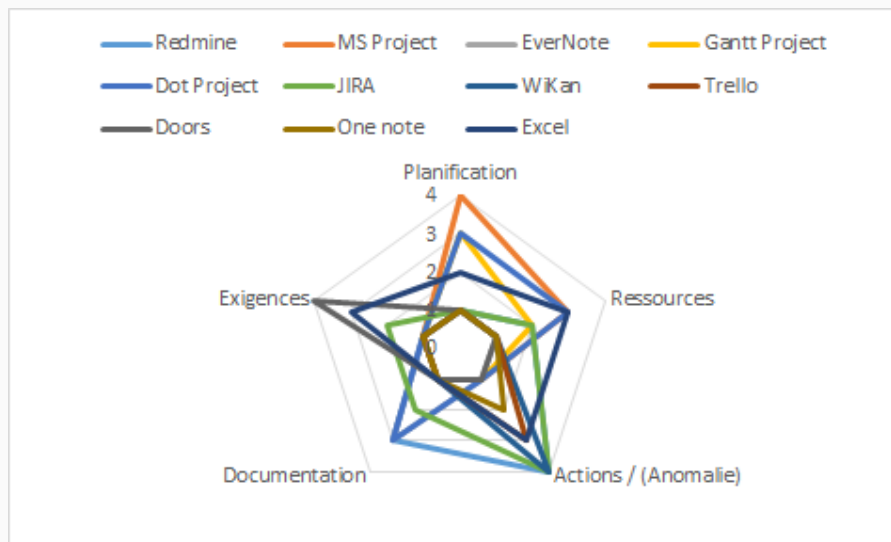 Redmine MS Project EverNote Gantt Project
Dot Project JIRA WiKan Trello
Doors One note Excel
Planification
4
3
2
1
0
Exigences
Ressources
Documentation
Actions / (Anomalie)